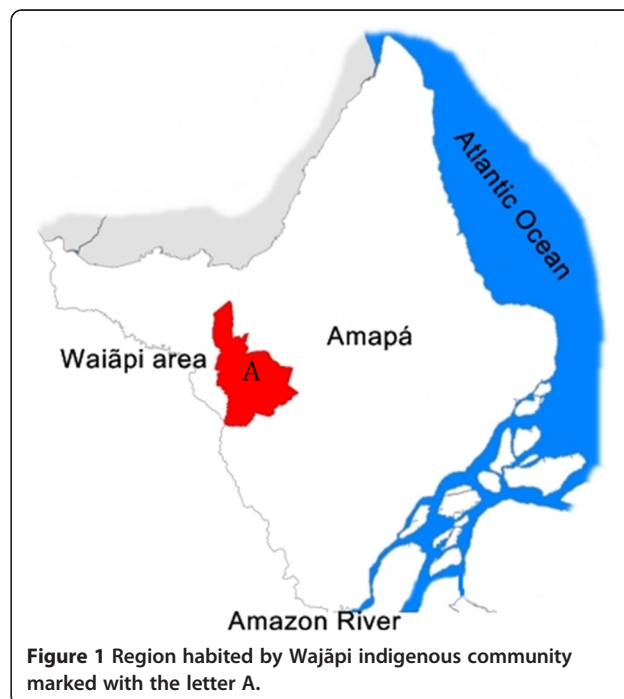 Atlantic Ocean
Amapá
Waiãpi area
A
Amazon River
Figure 1 Region habited by Wajãpi indigenous community
marked with the letter A.